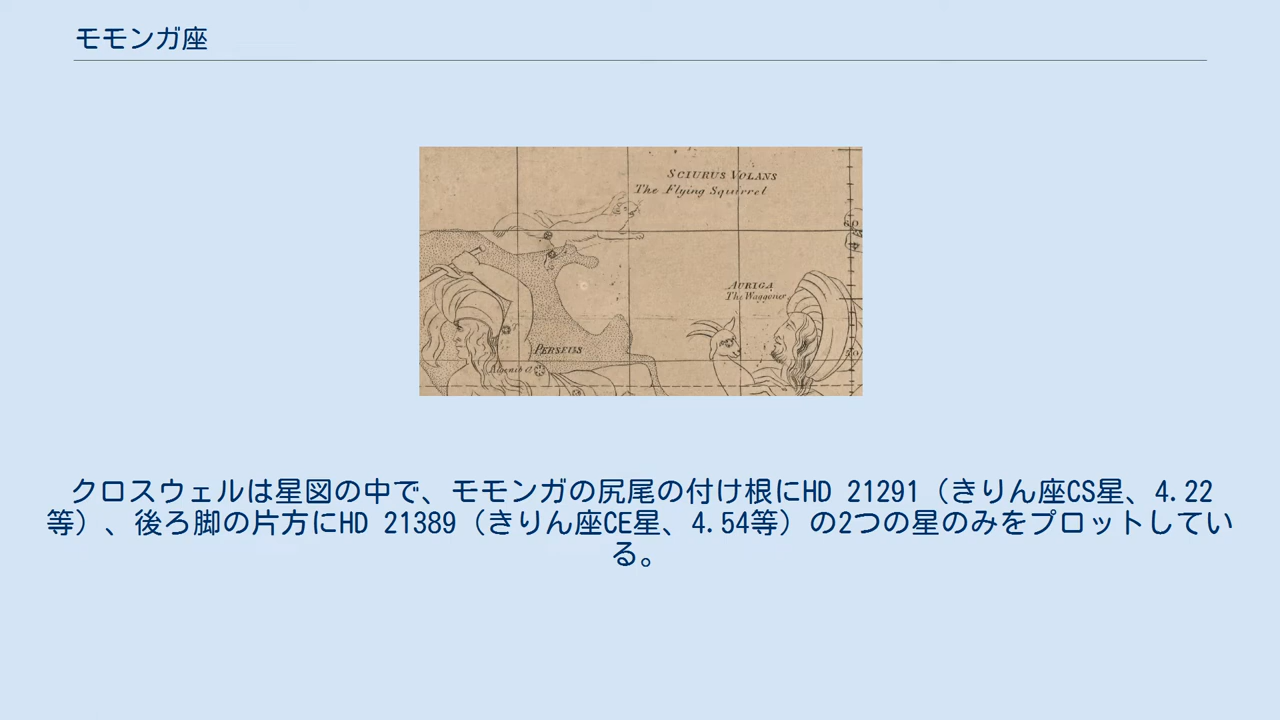 モモンガ座
SCIURUS VOLANS
The Flying Squirrel
AURIGA
The Waggoner
PERSEUS
クロスウェルは星図の中で、モモンガの尻尾の付け根にHD 21291（きりん座CS星、4.22
等）、後ろ脚の片方にHD 21389（きりん座CE星、4.54等）の2つの星のみをプロットしてい
る。